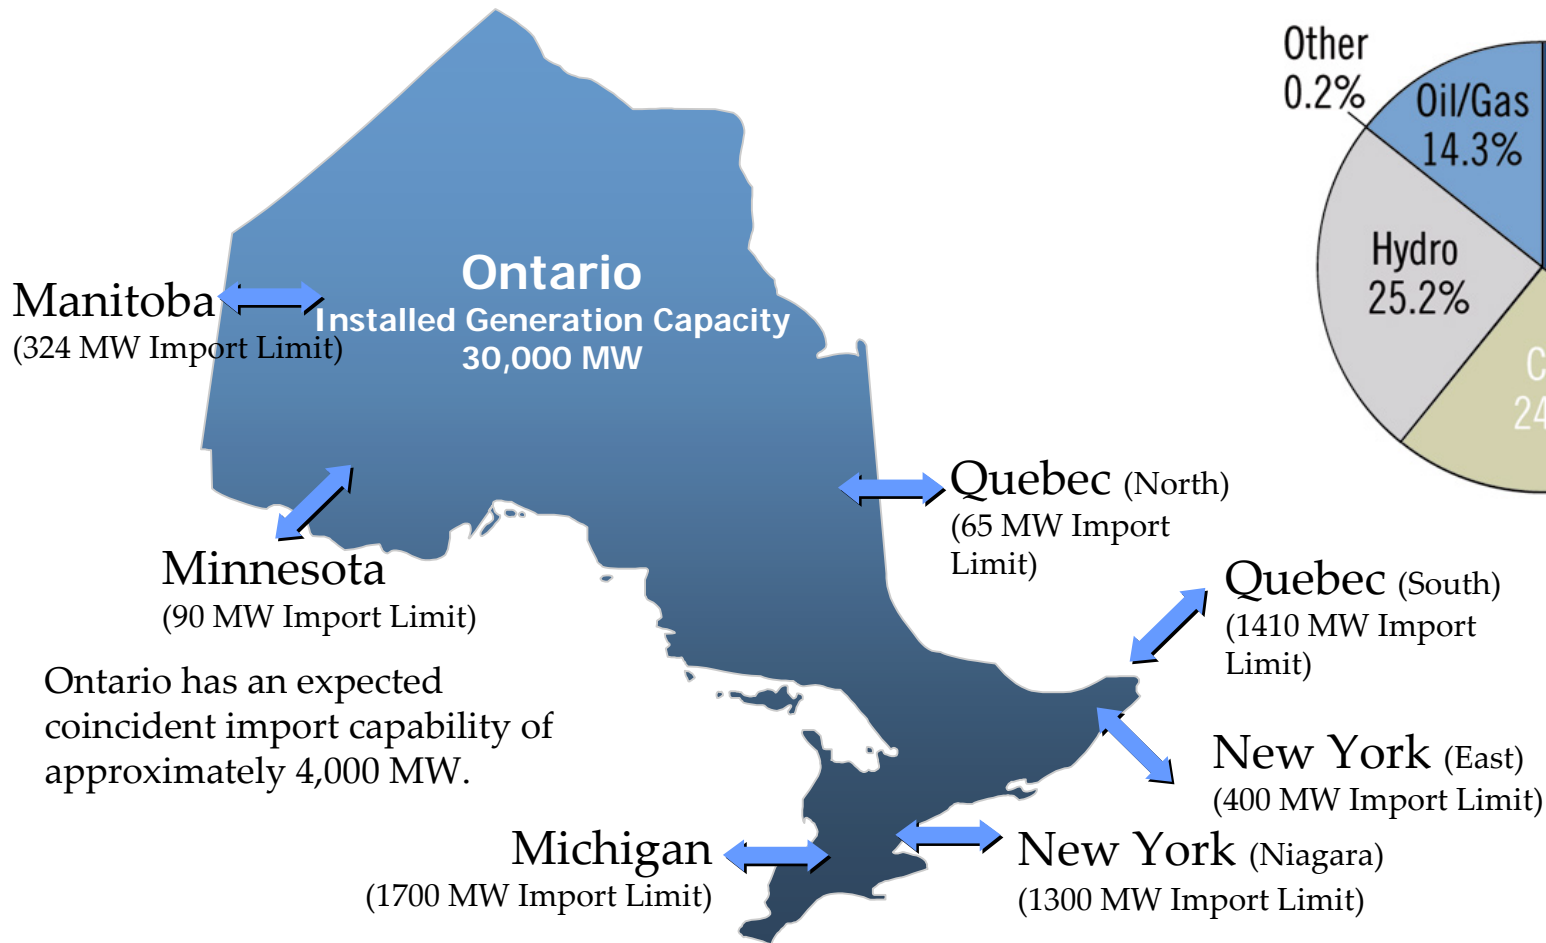 Other
0.2%
Oil/Gas
14.3%
Hydro
25.2%
C
24
Ontario
Installed Generation Capacity
30,000 MW
Manitoba
(324 MW Import Limit)
Minnesota
(90 MW Import Limit)
Quebec (North)
(65 MW Import
Limit)
Quebec (South)
(1410 MW Import
Limit)
Ontario has an expected
coincident import capability of
approximately 4,000 MW.
New York (East)
(400 MW Import Limit)
Michigan
(1700 MW Import Limit)
New York (Niagara)
(1300 MW Import Limit)